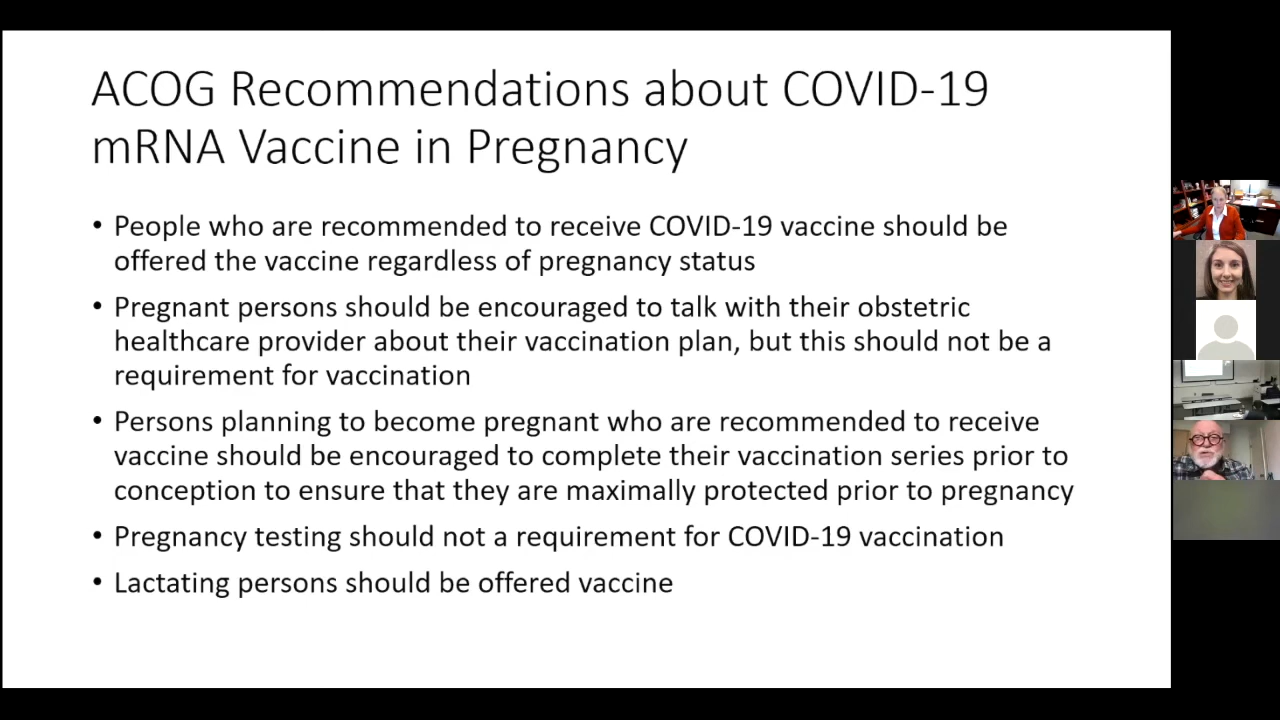 ACOG Recommendations about COVID-19
mRNA Vaccine in Pregnancy
• People who are recommended to receive COVID-19 vaccine should be
offered the vaccine regardless of pregnancy status
• Pregnant persons should be encouraged to talk with their obstetric
healthcare provider about their vaccination plan, but this should not be a
requirement for vaccination
• Persons planning to become pregnant who are recommended to receive
vaccine should be encouraged to complete their vaccination series prior to
conception to ensure that they are maximally protected prior to pregnancy
• Pregnancy testing should not a requirement for COVID-19 vaccination
• Lactating persons should be offered vaccine